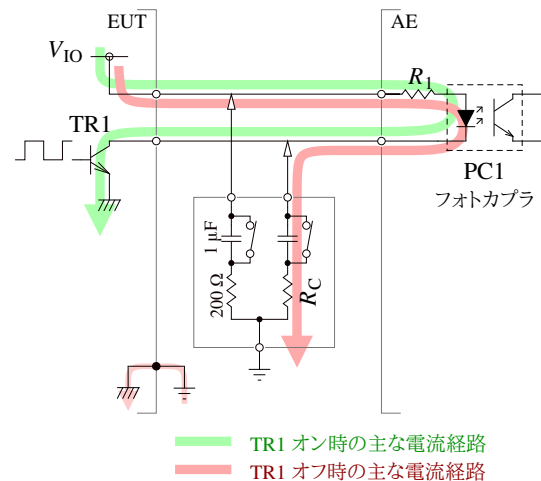 EUT
AE
VIO
R1
TR1
PC1
フォトカプラ
1 μF
200 Ω
RC
TR1 オン時の主な電流経路
TR1 オフ時の主な電流経路